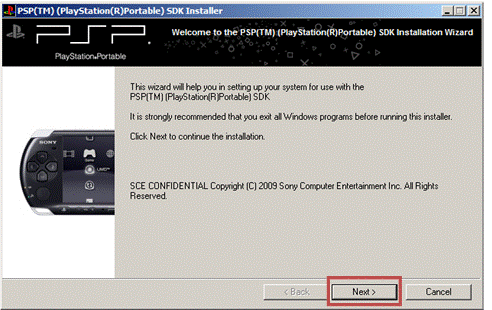 PSP(TM) (PlayStation(R)Portable) SDK Installer
PSP
PlayStation®Portable
Welcome to the PSP(TM) (PlayStation(R)Portable) SDK Installation Wizard
This wizard will help you in setting up your system for use with the
PSP(TM) (PlayStation(R)Portable) SDK
It is strongly recommended that you exit all Windows programs before running this installer.
Click Next to continue the installation.
SONY
Game
SCE CONFIDENTIAL Copyright (C) 2009 Sony Computer Entertainment Inc. All Rights
Reserved.
< Back
Next >
Cancel